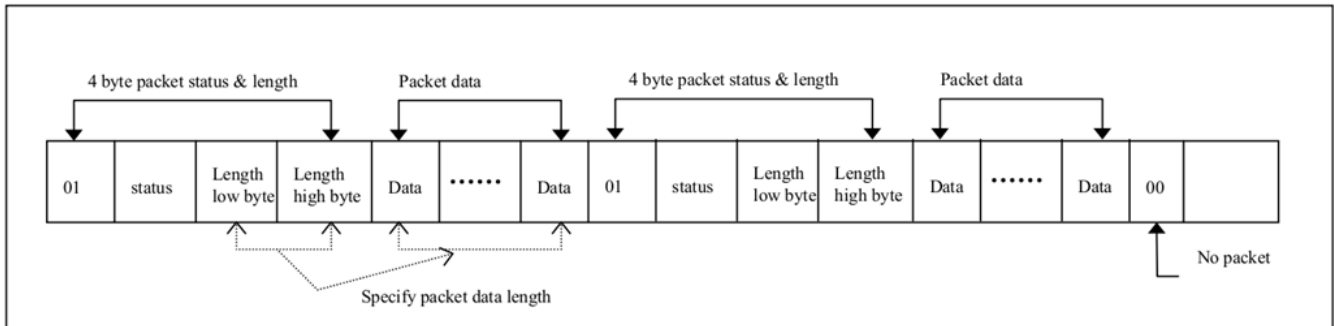 4 byte packet status & length Packet data 4 byte packet status & length Packet data
01 status Length low byte Length high byte Data ...... Data 01 status Length low byte Length high byte Data ...... Data 00
No packet
Specify packet data length